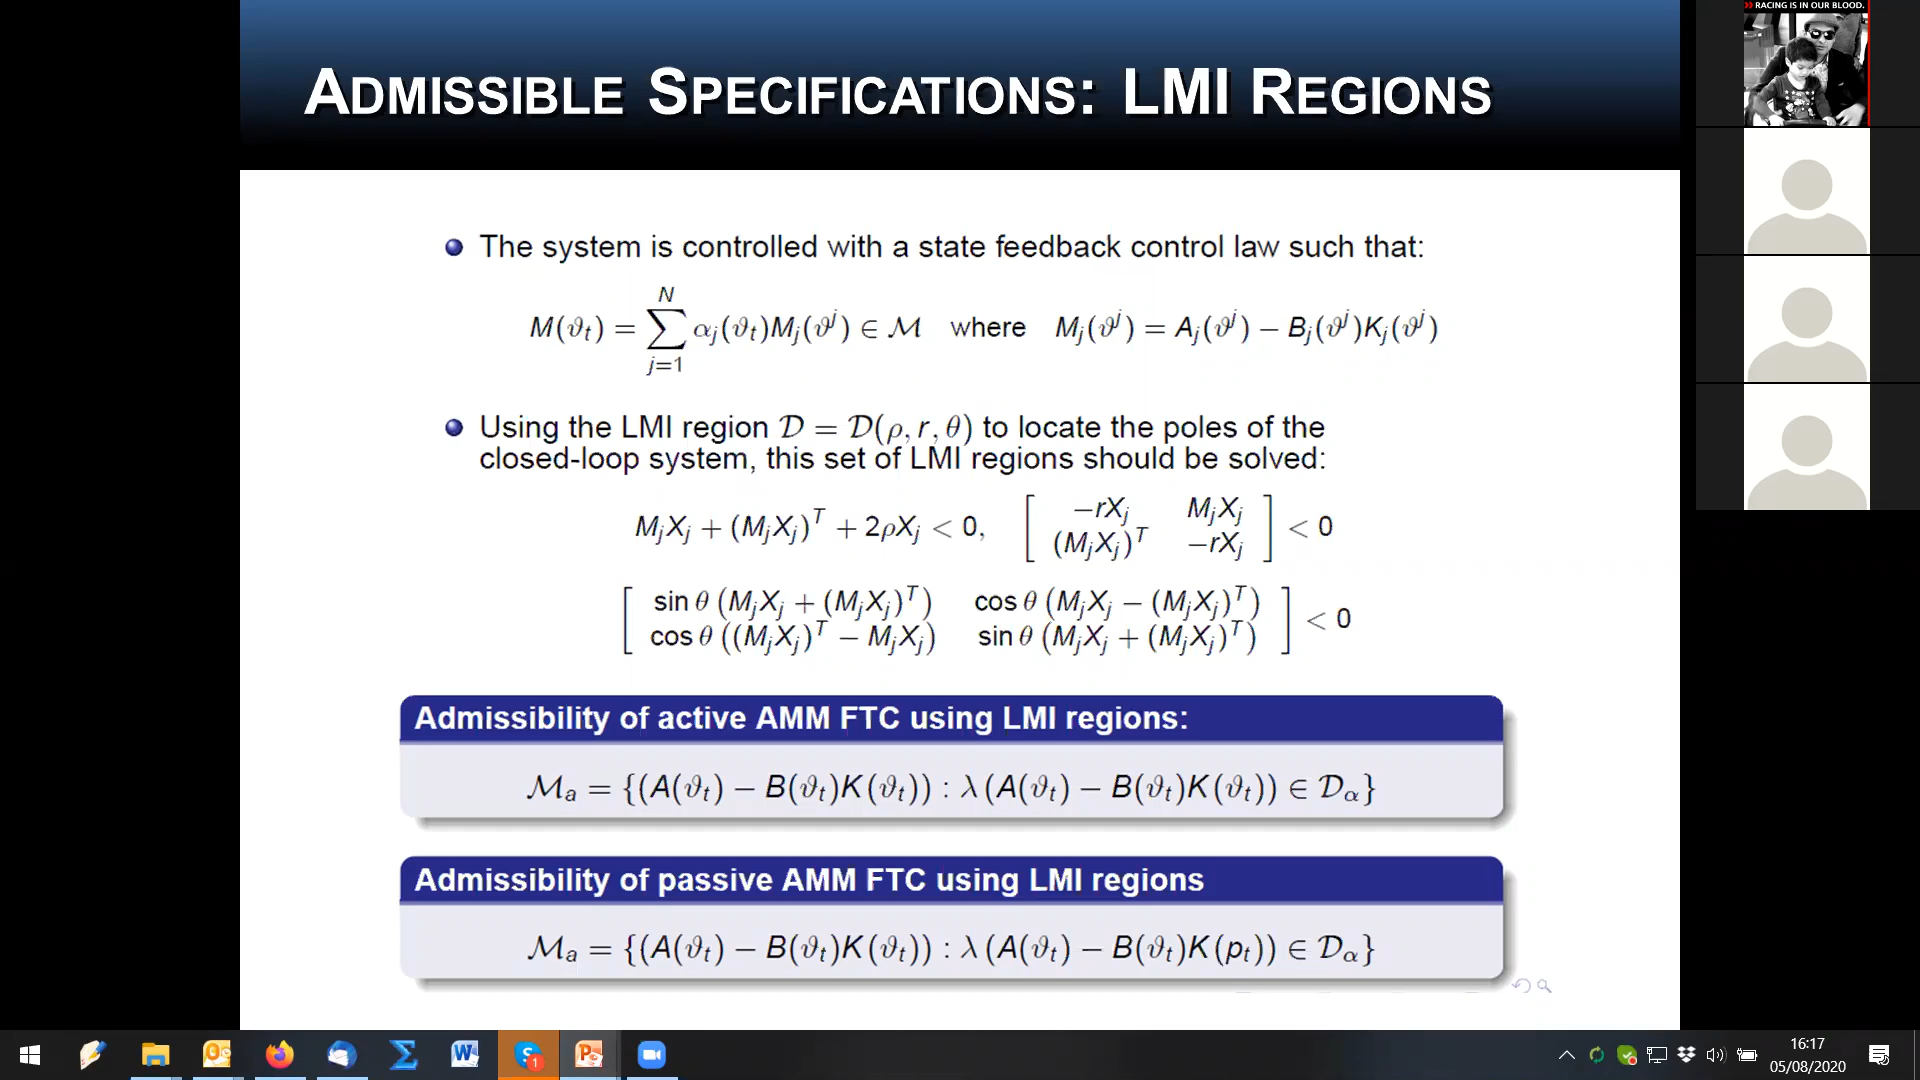 » RACING IS IN OUR BLOOD.
ADMISSIBLE SPECIFICATIONS: LMI REGIONS
The system is controlled with a state feedback control law such that:
M(ϑ_t) = ∑_{j=1}^{N} α_j(ϑ_t)M_j(ϑ^j) ∈ ℳ where M_j(ϑ^j) = A_j(ϑ^j) − B_j(ϑ^j)K_j(ϑ^j)
Using the LMI region 𝒟 = 𝒟(ρ, r, θ) to locate the poles of the
closed-loop system, this set of LMI regions should be solved:
M_jX_j + (M_jX_j)^T + 2ρX_j < 0, [ −rX_j M_jX_j ; (M_jX_j)^T −rX_j ] < 0
[ sin θ (M_jX_j + (M_jX_j)^T) cos θ (M_jX_j − (M_jX_j)^T) ; cos θ ((M_jX_j)^T − M_jX_j) sin θ (M_jX_j + (M_jX_j)^T) ] < 0
Admissibility of active AMM FTC using LMI regions:
ℳ_a = {(A(ϑ_t) − B(ϑ_t)K(ϑ_t)) : λ (A(ϑ_t) − B(ϑ_t)K(ϑ_t)) ∈ 𝒟_α}
Admissibility of passive AMM FTC using LMI regions
ℳ_a = {(A(ϑ_t) − B(ϑ_t)K(ϑ_t)) : λ (A(ϑ_t) − B(ϑ_t)K(p_t)) ∈ 𝒟_α}
16:17
05/08/2020